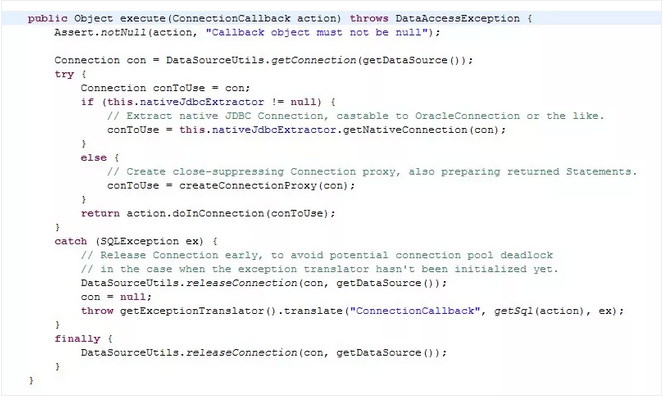 public Object execute(ConnectionCallback action) throws DataAccessException {
    Assert.notNull(action, "Callback object must not be null");

    Connection con = DataSourceUtils.getConnection(getDataSource());
    try {
        Connection conToUse = con;
        if (this.nativeJdbcExtractor != null) {
            // Extract native JDBC Connection, castable to OracleConnection or the like.
            conToUse = this.nativeJdbcExtractor.getNativeConnection(con);
        }
        else {
            // Create close-suppressing Connection proxy, also preparing returned Statements.
            conToUse = createConnectionProxy(con);
        }
        return action.doInConnection(conToUse);
    }
    catch (SQLException ex) {
        // Release Connection early, to avoid potential connection pool deadlock
        // in the case when the exception translator hasn't been initialized yet.
        DataSourceUtils.releaseConnection(con, getDataSource());
        con = null;
        throw getExceptionTranslator().translate("ConnectionCallback", getSql(action), ex);
    }
    finally {
        DataSourceUtils.releaseConnection(con, getDataSource());
    }
}